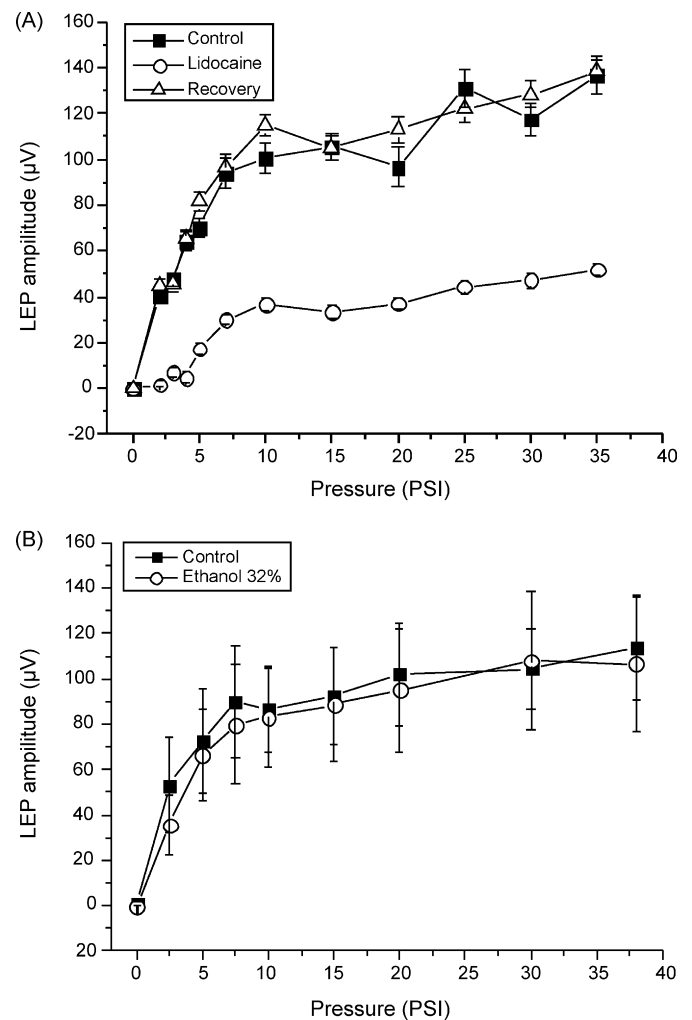 (A)
160
140
120
100
80
60
40
20
0
-20
LEP ampilitude (µV)
Control
Lidocaine
Recovery
0 5 10 15 20 25 30 35 40
Pressure (PSI)
(B)
160
140
120
100
80
60
40
20
0
20
LEP amplitude (µV)
Control
Ethanol 32%
0 5 10 15 20 25 30 35 40
Pressure (PSI)